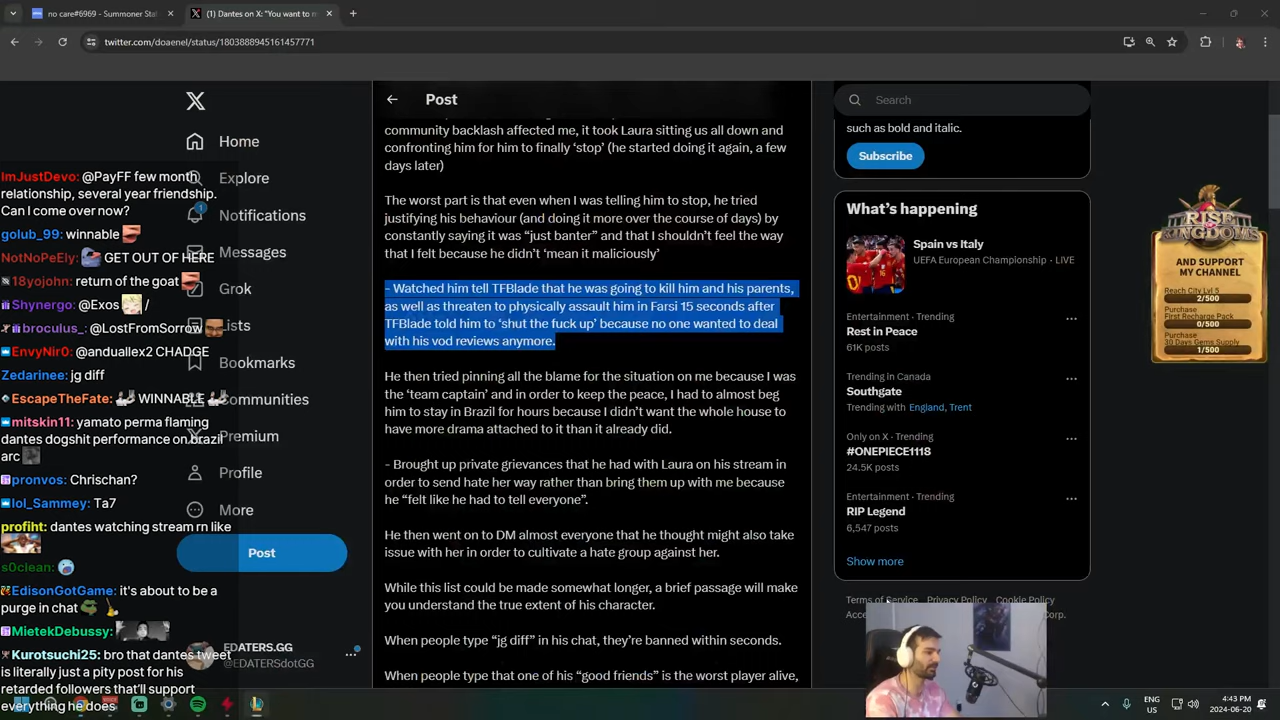 no care#6969 - Summoner Sta
(1) Dantes on X: "You want to m
twitter.com/doaenel/status/1803888945161457771
Post
Search
Home
Explore
Notifications
1
Messages
Grok
Lists
Bookmarks
Communities
Premium
Profile
More
Post
EDATERS.GG
@EDATERSdotGG
community backlash affected me, it took Laura sitting us all down and
confronting him for him to finally ‘stop’ (he started doing it again, a few
days later)
The worst part is that even when I was telling him to stop, he tried
justifying his behaviour (and doing it more over the course of days) by
constantly saying it was “just banter” and that I shouldn’t feel the way
that I felt because he didn’t ‘mean it maliciously’
- Watched him tell TFBlade that he was going to kill him and his parents,
as well as threaten to physically assault him in Farsi 15 seconds after
TFBlade told him to ‘shut the fuck up’ because no one wanted to deal
with his vod reviews anymore.
He then tried pinning all the blame for the situation on me because I was
the ‘team captain’ and in order to keep the peace, I had to almost beg
him to stay in Brazil for hours because I didn’t want the whole house to
have more drama attached to it than it already did.
- Brought up private grievances that he had with Laura on his stream in
order to send hate her way rather than bring them up with me because
he “felt like he had to tell everyone”.
He then went on to DM almost everyone that he thought might also take
issue with her in order to cultivate a hate group against her.
While this list could be made somewhat longer, a brief passage will make
you understand the true extent of his character.
When people type “jg diff” in his chat, they’re banned within seconds.
When people type that one of his “good friends” is the worst player alive,
such as bold and italic.
Subscribe
What’s happening
Spain vs Italy
UEFA European Championship · LIVE
Entertainment · Trending
Rest in Peace
61K posts
Trending in Canada
Southgate
Trending with England, Trent
Only on X · Trending
#ONEPIECE1118
24.5K posts
Entertainment · Trending
RIP Legend
6,547 posts
Show more
Terms of Service Privacy Policy Cookie Policy
Corp.
RISE
KINGDOMS
AND SUPPORT
MY CHANNEL
Reach City Lvl 5
2/500
Purchase
First Recharge Pack
0/500
Purchase
30 Days Gems Supply
1/500
ImJustDevo: @PayFF few month
relationship, several year friendship.
Can I come over now?
golub_99: winnable
NotNoPeEly: GET OUT OF HERE
18yojohn: return of the goat
Shynergo: @Exos /
broculus_: @LostFromSorrow
EnvyNir0: @anduallex2 CHADGE
Zedarinee: jg diff
EscapeTheFate: WINNABLE
mitskin11: yamato perma flaming
dantes dogshit performance on brazil
arc
pronvos: Chrischan?
lol_Sammey: Ta7
profiht: dantes watching stream rn like
s0clean:
EdisonGotGame: it's about to be a
purge in chat
MietekDebussy:
Kurotsuchi25: bro that dantes tweet
is literally just a pity post for his
retarded followers that'll support
everything he does
ENG
US
4:43 PM
2024-06-20